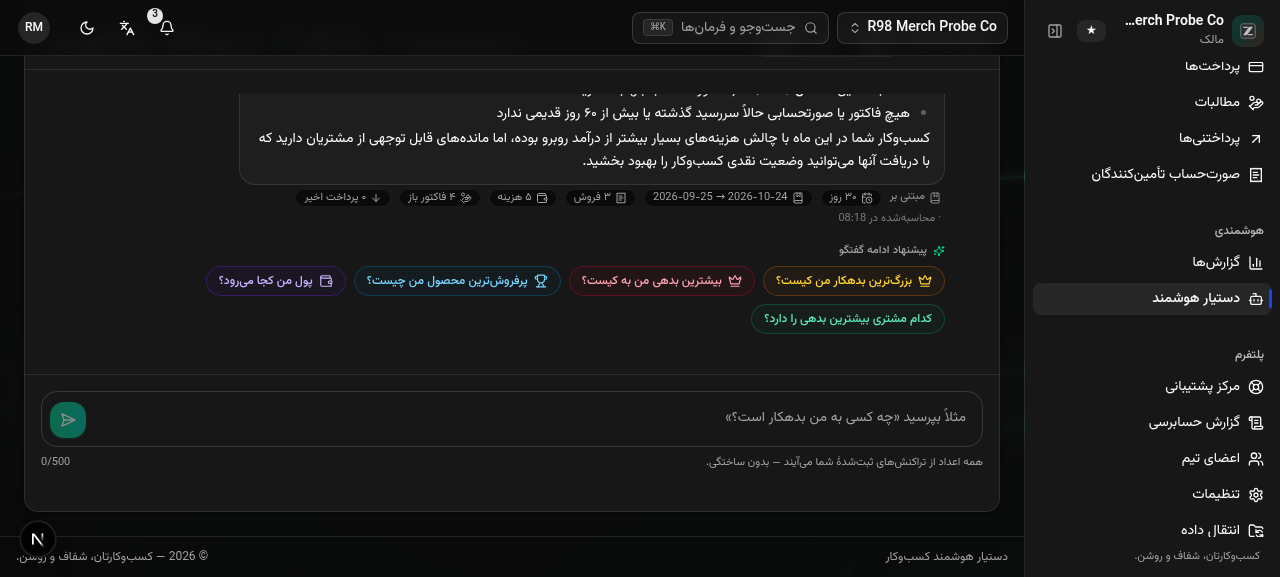 …erch Probe Co
مالک
R98 Merch Probe Co
جست‌وجو و فرمان‌ها
⌘K
3
RM
پرداخت‌ها
مطالبات
پرداختنی‌ها
صورت‌حساب تأمین‌کنندگان
هوشمندی
گزارش‌ها
دستیار هوشمند
پلتفرم
مرکز پشتیبانی
گزارش حسابرسی
اعضای تیم
تنظیمات
انتقال داده
کسب‌وکارتان، شفاف و روشن.
هیچ فاکتور یا صورتحسابی حالاً سررسید گذشته یا بیش از ۶۰ روز قدیمی ندارد
کسب‌وکار شما در این ماه با چالش هزینه‌های بسیار بیشتر از درآمد روبرو بوده، اما مانده‌های قابل توجهی از مشتریان دارید که
با دریافت آنها می‌توانید وضعیت نقدی کسب‌وکار را بهبود بخشید.
مبتنی بر
۳۰ روز
2026-09-25 → 2026-10-24
۳ فروش
۵ هزینه
۴ فاکتور باز
۰ پرداخت اخیر
· محاسبه‌شده در 08:18
پیشنهاد ادامه گفتگو
بزرگ‌ترین بدهکار من کیست؟
بیشترین بدهی من به کیست؟
پرفروش‌ترین محصول من چیست؟
پول من کجا می‌رود؟
کدام مشتری بیشترین بدهی را دارد؟
مثلاً بپرسید «چه کسی به من بدهکار است؟»
همه اعداد از تراکنش‌های ثبت‌شدهٔ شما می‌آیند — بدون ساختگی.
0/500
دستیار هوشمند کسب‌وکار
© 2026 — کسب‌وکارتان، شفاف و روشن.
N